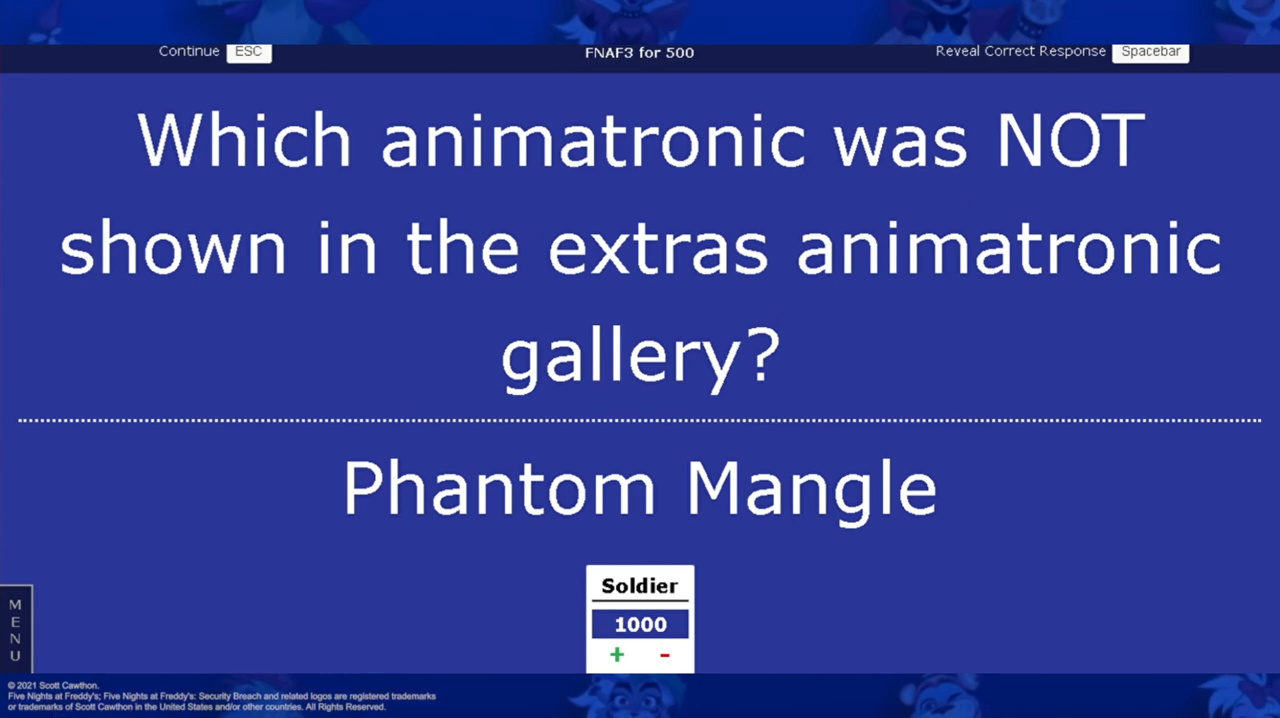 Continue ESC
FNAF3 for 500
Reveal Correct Response Spacebar
Which animatronic was NOT
shown in the extras animatronic
gallery?
Phantom Mangle
Soldier
1000
+ -
MENU
© 2021 Scott Cawthon.
Five Nights at Freddy's; Five Nights at Freddy's: Security Breach and related logos are registered trademarks
or trademarks of Scott Cawthon in the United States and/or other countries. All Rights Reserved.